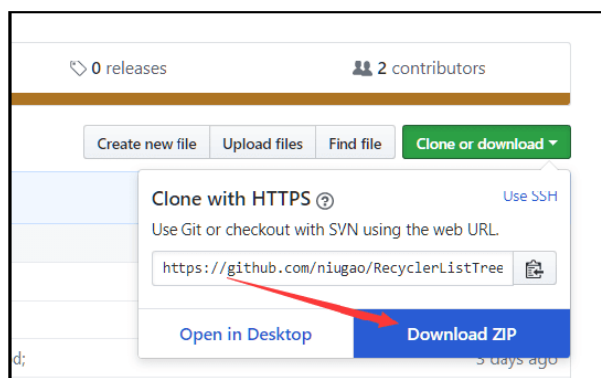 0 releases
2 contributors
Create new file
Upload files
Find file
Clone or download
Clone with HTTPS
Use SSH
Use Git or checkout with SVN using the web URL.
https://github.com/niugao/RecyclerListTree
Open in Desktop
Download ZIP
d;
3 days ago